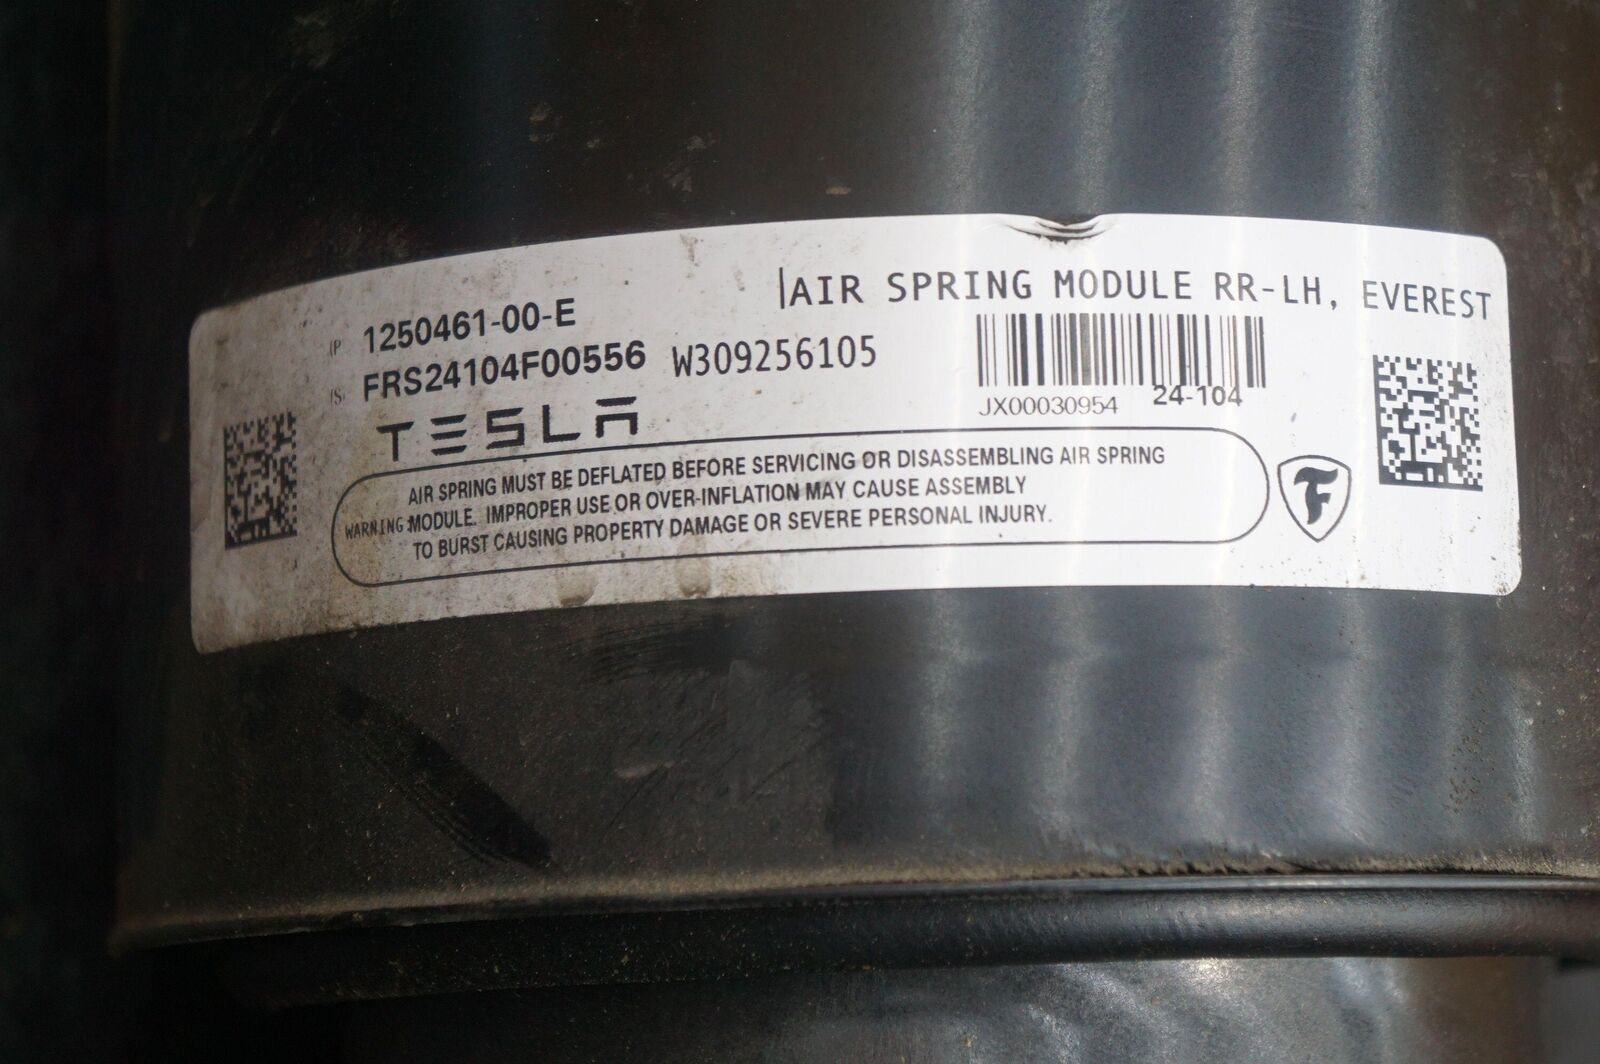 AIR SPRING MODULE RR-LH, EVEREST
(P) 1250461-00-E
(S) FRS24104F00556 W309256105
JX00030954 24-104
TESLA
AIR SPRING MUST BE DEFLATED BEFORE SERVICING OR DISASSEMBLING AIR SPRING
WARNING: MODULE. IMPROPER USE OR OVER-INFLATION MAY CAUSE ASSEMBLY
TO BURST CAUSING PROPERTY DAMAGE OR SEVERE PERSONAL INJURY.
F